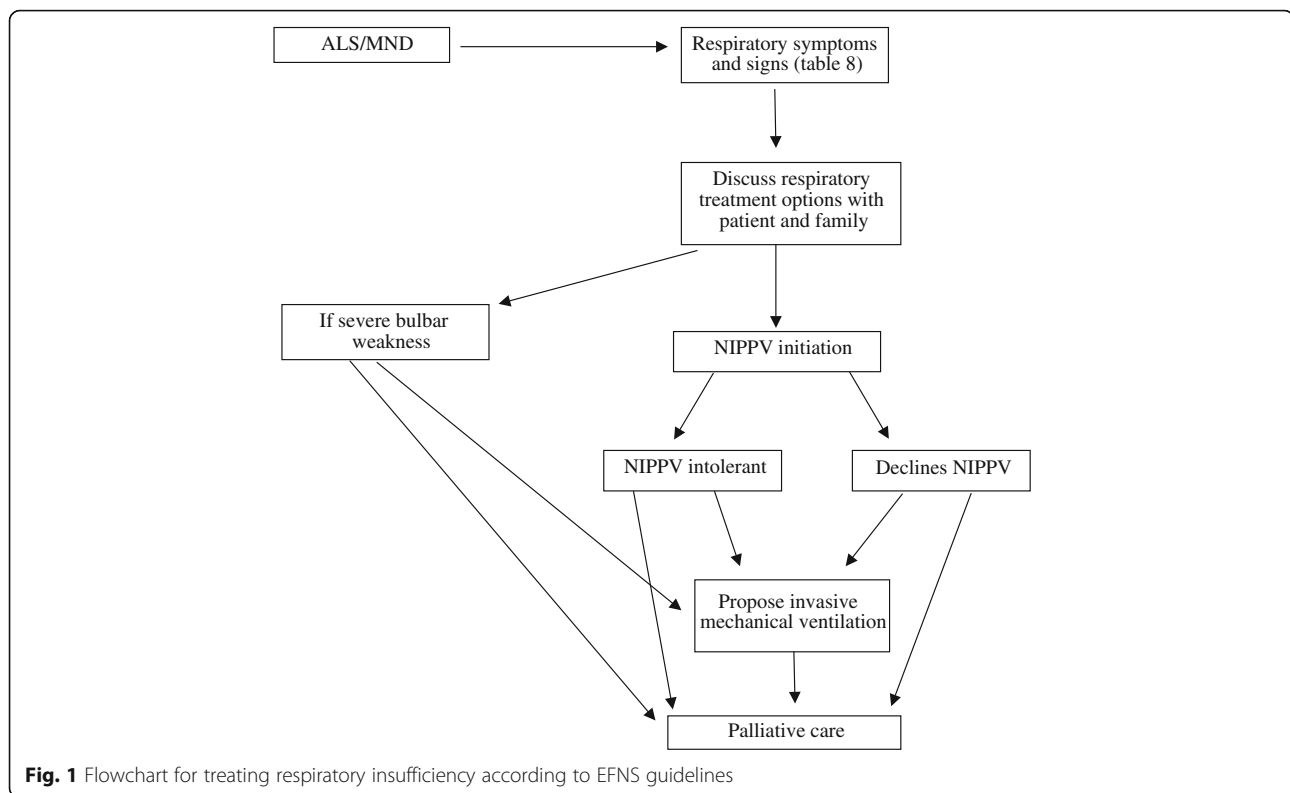 ALS/MND
Respiratory symptoms
and signs (table 8)
Discuss respiratory
treatment options with
patient and family
If severe bulbar
weakness
NIPPV initiation
NIPPV intolerant
Declines NIPPV
Propose invasive
mechanical ventilation
Palliative care
Fig. 1 Flowchart for treating respiratory insufficiency according to EFNS guidelines